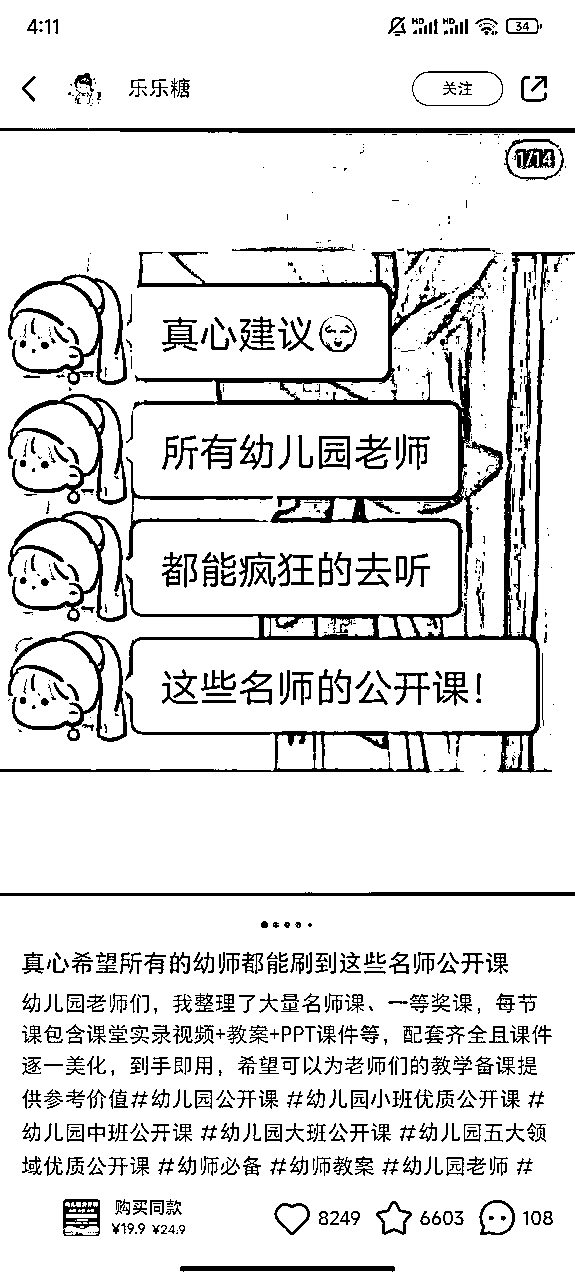 4:11
HD HD 34
乐乐糖
关注
1/14
真心建议
所有幼儿园老师
都能疯狂的去听
这些名师的公开课!
真心希望所有的幼师都能刷到这些名师公开课
幼儿园老师们，我整理了大量名师课、一等奖课，每节
课包含课堂实录视频+教案+PPT课件等，配套齐全且课件
逐一美化，到手即用，希望可以为老师们的教学备课提
供参考价值#幼儿园公开课 #幼儿园小班优质公开课 #
幼儿园中班公开课 #幼儿园大班公开课 #幼儿园五大领
域优质公开课 #幼师必备 #幼师教案 #幼儿园老师 #
购买同款
¥19.9 ¥24.9
8249
6603
108